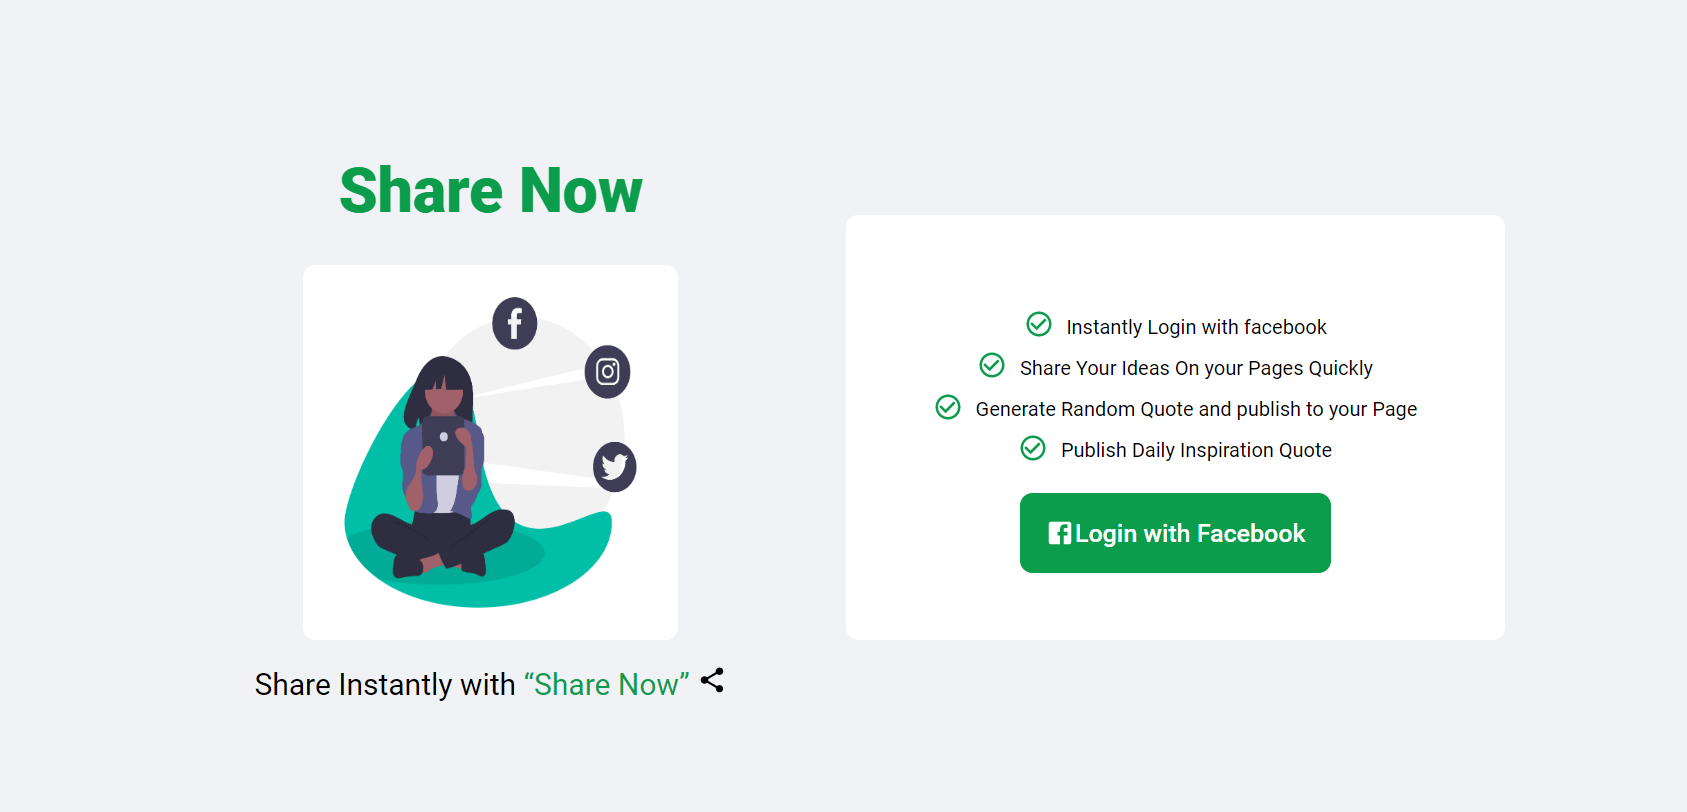 Share Now
Share Instantly with “Share Now”
Instantly Login with facebook
Share Your Ideas On your Pages Quickly
Generate Random Quote and publish to your Page
Publish Daily Inspiration Quote
Login with Facebook